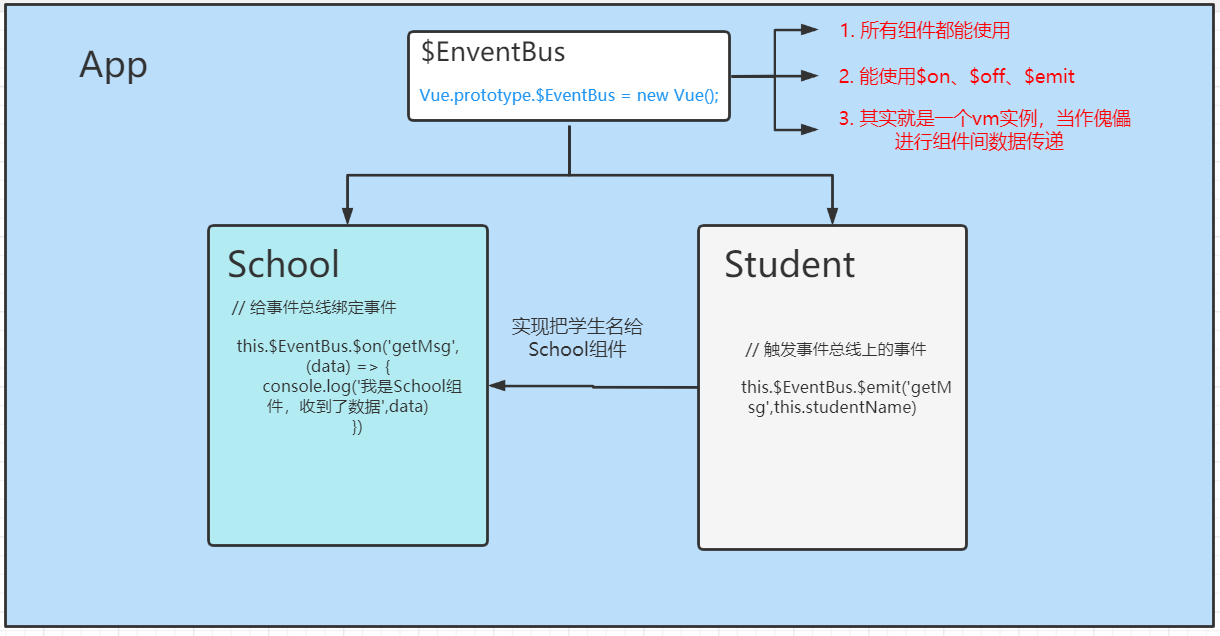 App
$EnventBus
Vue.prototype.$EventBus = new Vue();
1. 所有组件都能使用
2. 能使用$on、$off、$emit
3. 其实就是一个vm实例，当作傀儡
进行组件间数据传递
School
// 给事件总线绑定事件
this.$EventBus.$on('getMsg',
(data) => {
console.log('我是School组
件，收到了数据',data)
})
实现把学生名给
School组件
Student
// 触发事件总线上的事件
this.$EventBus.$emit('getM
sg',this.studentName)